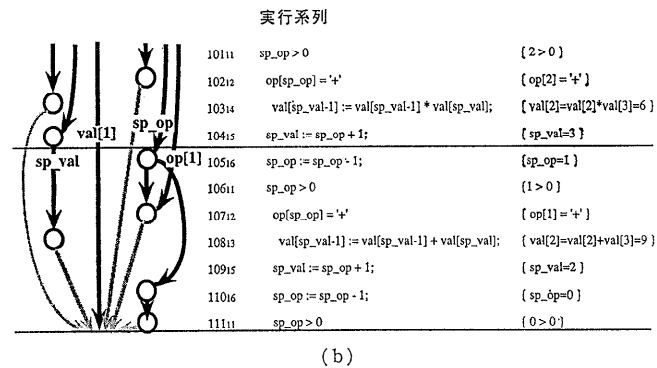 実行系列
101₁₁ sp_op > 0 { 2 > 0 }
102₁₂ op[sp_op] = '+' { op[2] = '+' }
103₁₄ val[sp_val-1] := val[sp_val-1] * val[sp_val]; { val[2]=val[2]*val[3]=6 }
104₁₅ sp_val := sp_op + 1; { sp_val=3 }
105₁₆ sp_op := sp_op - 1; {sp_op=1 }
106₁₁ sp_op > 0 {1 > 0 }
107₁₂ op[sp_op] = '+' { op[1] = '+' }
108₁₃ val[sp_val-1] := val[sp_val-1] + val[sp_val]; { val[2]=val[2]+val[3]=9 }
109₁₅ sp_val := sp_op + 1; { sp_val=2 }
110₁₆ sp_op := sp_op - 1; { sp_op=0 }
111₁₁ sp_op > 0 { 0 > 0 }
val[1]
sp_op
sp_val
op[1]
(b)